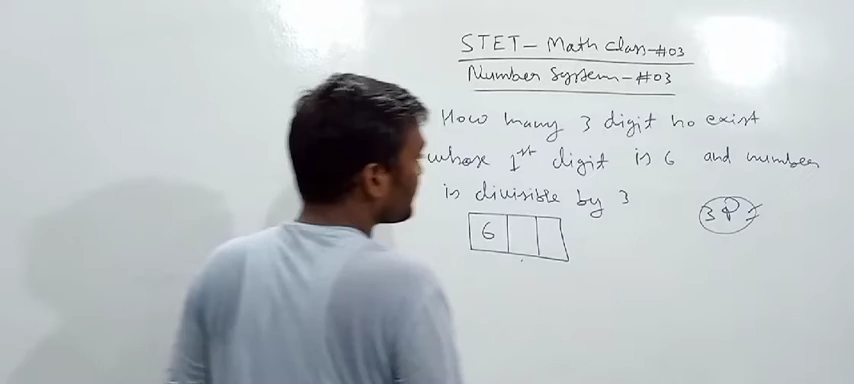 STET- Math class-#03
Number System-#03
How many 3 digit no exist
whose 1st digit is 6 and number
is divisible by 3
6